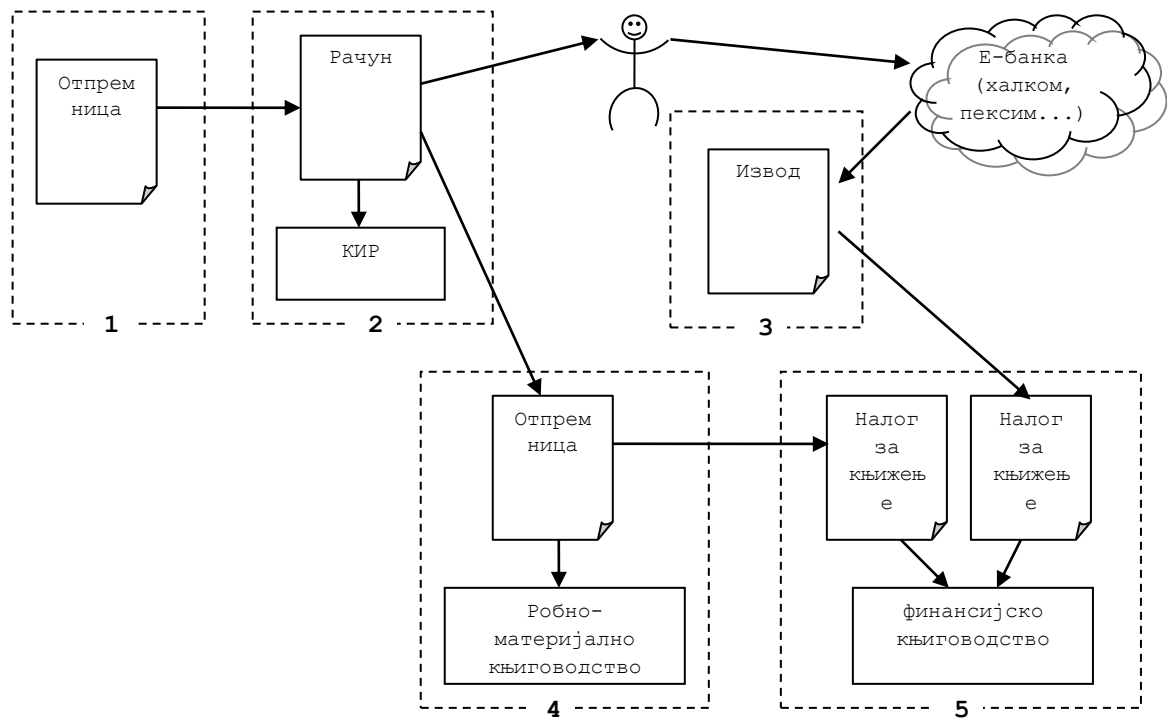 Отпрем
ница
1
Рачун
КИР
2
Е-банка
(халком,
пексим...)
Извод
3
Отпрем
ница
Робно-
материјално
књиговодство
4
Налог
за
књижењ
е
Налог
за
књижењ
е
финансијско
књиговодство
5